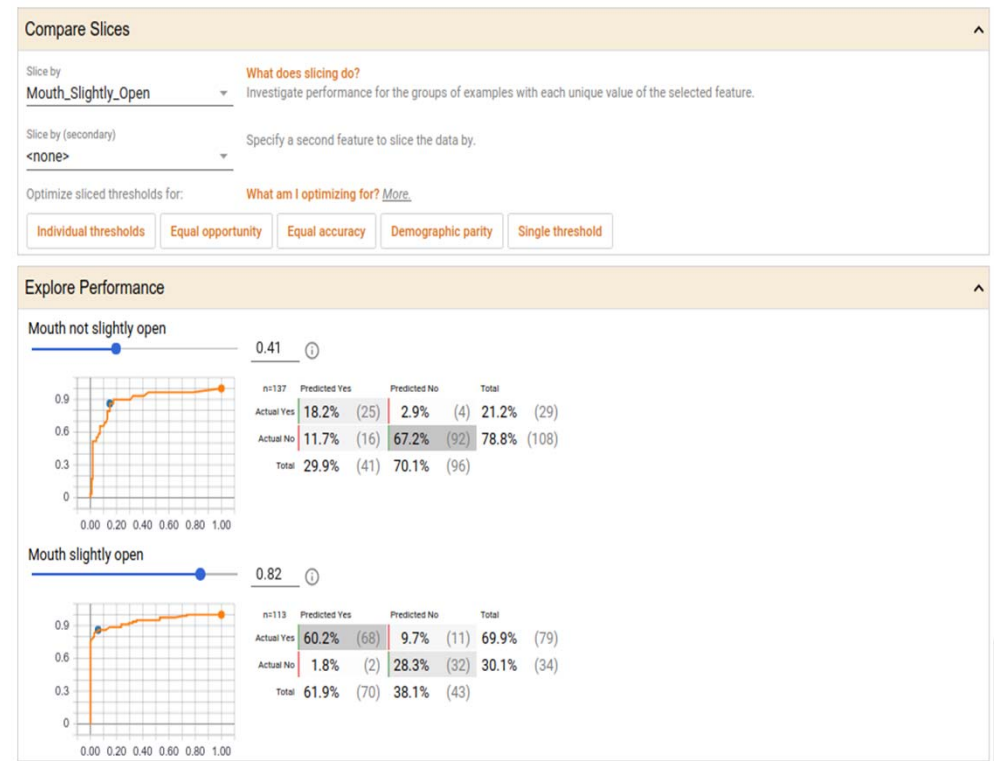 Compare Slices
Slice by
Mouth_Slightly_Open
What does slicing do?
Investigate performance for the groups of examples with each unique value of the selected feature.
Slice by (secondary)
<none>
Specify a second feature to slice the data by.
Optimize sliced thresholds for: What am I optimizing for? More.
Individual thresholds Equal opportunity Equal accuracy Demographic parity Single threshold
Explore Performance
Mouth not slightly open
0.41
n=137 Predicted Yes Predicted No Total
Actual Yes 18.2% (25) 2.9% (4) 21.2% (29)
Actual No 11.7% (16) 67.2% (92) 78.8% (108)
Total 29.9% (41) 70.1% (96)
0.9
0.6
0.3
0
0.00 0.20 0.40 0.60 0.80 1.00
Mouth slightly open
0.82
n=113 Predicted Yes Predicted No Total
Actual Yes 60.2% (68) 9.7% (11) 69.9% (79)
Actual No 1.8% (2) 28.3% (32) 30.1% (34)
Total 61.9% (70) 38.1% (43)
0.9
0.6
0.3
0
0.00 0.20 0.40 0.60 0.80 1.00